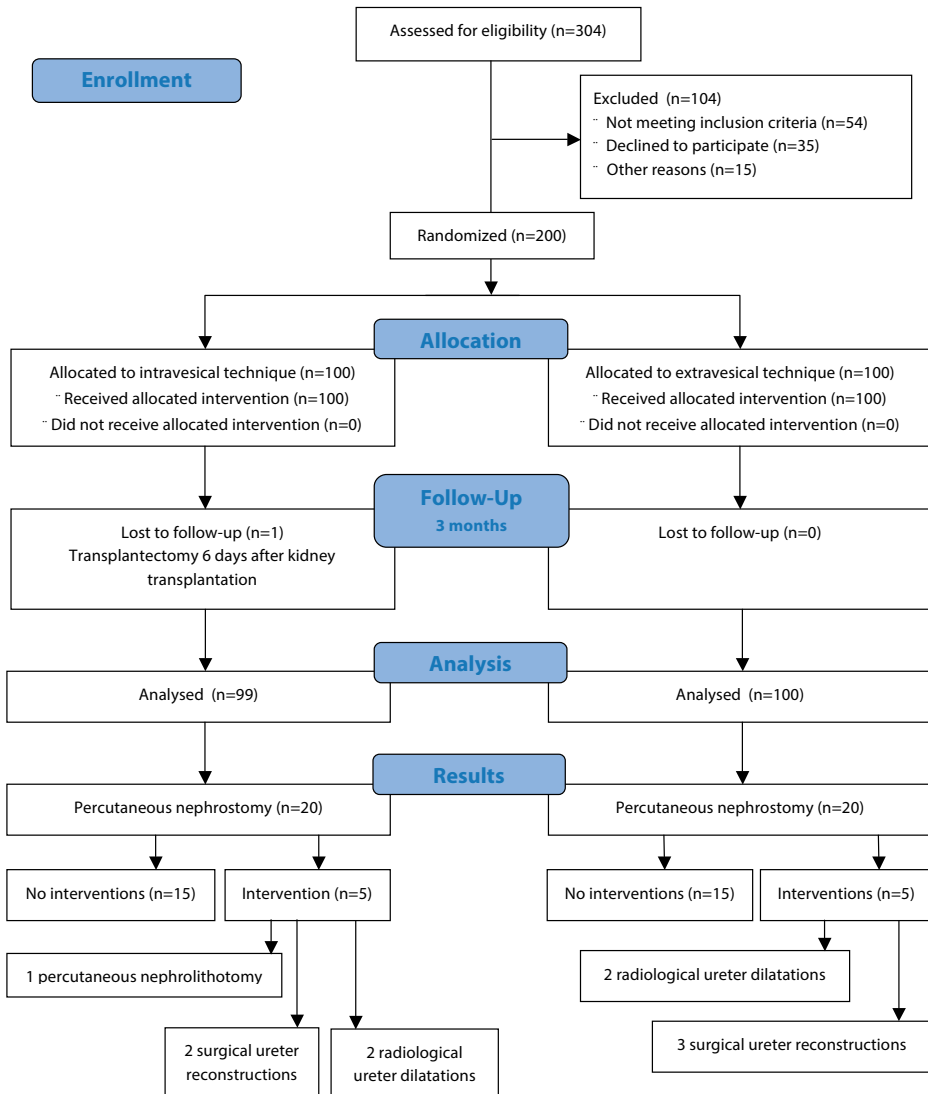 Assessed for eligibility (n=304)
Enrollment
Excluded (n=104)
¨ Not meeting inclusion criteria (n=54)
¨ Declined to participate (n=35)
¨ Other reasons (n=15)
Randomized (n=200)
Allocation
Allocated to intravesical technique (n=100)
¨ Received allocated intervention (n=100)
¨ Did not receive allocated intervention (n=0)
Allocated to extravesical technique (n=100)
¨ Received allocated intervention (n=100)
¨ Did not receive allocated intervention (n=0)
Follow-Up
3 months
Lost to follow-up (n=1)
Transplantectomy 6 days after kidney
transplantation
Lost to follow-up (n=0)
Analysis
Analysed (n=99)
Analysed (n=100)
Results
Percutaneous nephrostomy (n=20)
Percutaneous nephrostomy (n=20)
No interventions (n=15)
Intervention (n=5)
No interventions (n=15)
Interventions (n=5)
1 percutaneous nephrolithotomy
2 radiological ureter dilatations
2 surgical ureter
reconstructions
2 radiological
ureter dilatations
3 surgical ureter reconstructions